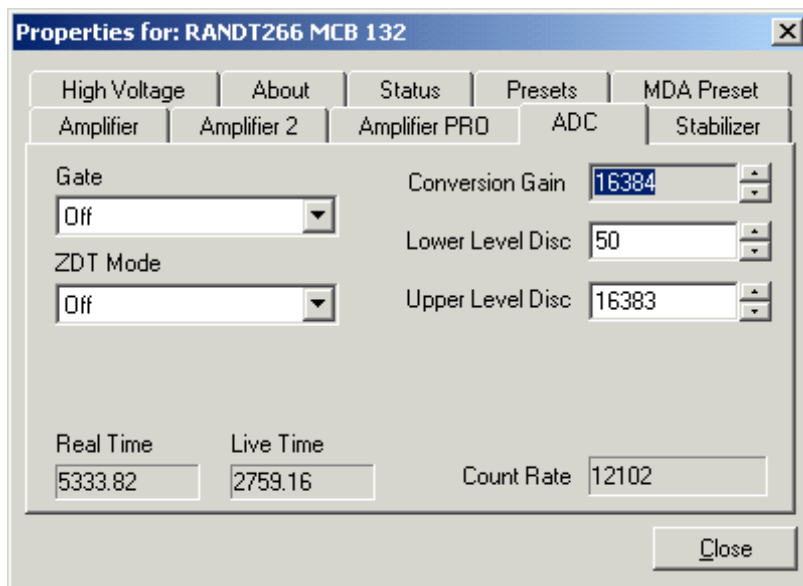 Properties for: RANDT266 MCB 132
High Voltage
About
Status
Presets
MDA Preset
Amplifier
Amplifier 2
Amplifier PRO
ADC
Stabilizer
Gate
Off
ZDT Mode
Off
Conversion Gain 16384
Lower Level Disc 50
Upper Level Disc 16383
Real Time
5333.82
Live Time
2759.16
Count Rate 12102
Close